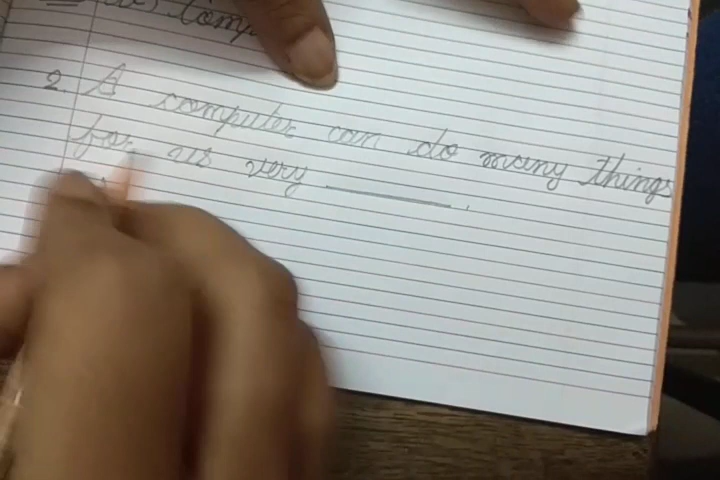 2. A computer can do many things
for us very ________.